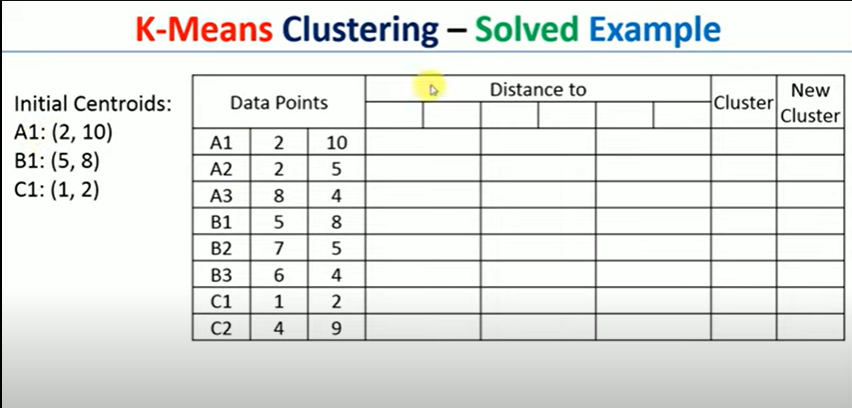 K-Means Clustering – Solved Example
Initial Centroids:
A1: (2, 10)
B1: (5, 8)
C1: (1, 2)
Data Points Distance to Cluster New Cluster
A1 2 10
A2 2 5
A3 8 4
B1 5 8
B2 7 5
B3 6 4
C1 1 2
C2 4 9